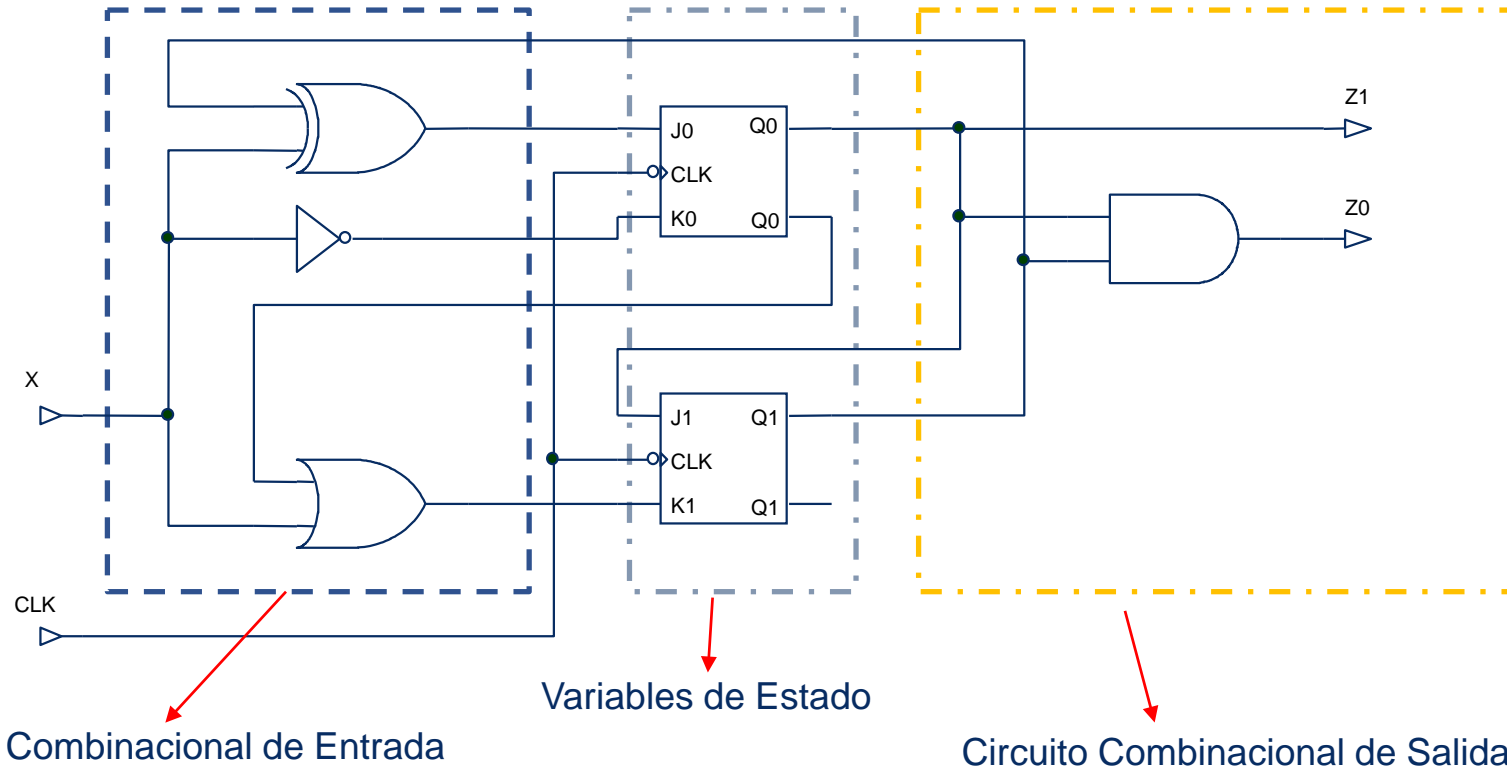 Z1
J0
Q0
CLK
K0
Q0
Z0
X
J1
Q1
CLK
K1
Q1
CLK
Variables de Estado
Combinacional de Entrada
Circuito Combinacional de Salida